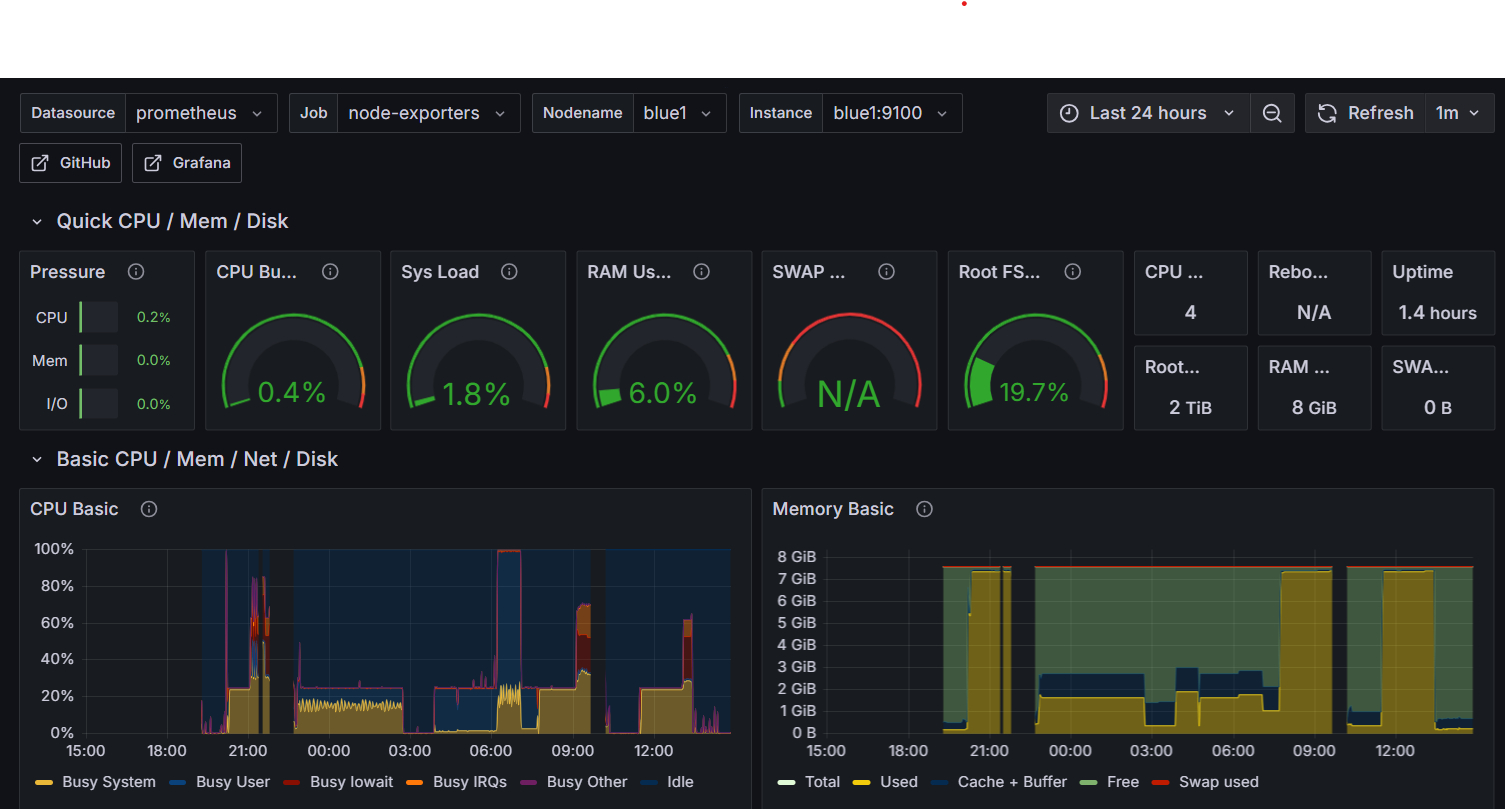 Datasource prometheus Job node-exporters Nodename blue1 Instance blue1:9100 Last 24 hours Refresh 1m
GitHub Grafana
Quick CPU / Mem / Disk
Pressure CPU Bu... Sys Load RAM Us... SWAP ... Root FS... CPU ... Rebo... Uptime
CPU 0.2% 4 N/A 1.4 hours
Mem 0.0% Root... RAM ... SWA...
0.4% 1.8% 6.0% N/A 19.7%
I/O 0.0% 2 TiB 8 GiB 0 B
Basic CPU / Mem / Net / Disk
CPU Basic
100%
80%
60%
40%
20%
0%
15:00 18:00 21:00 00:00 03:00 06:00 09:00 12:00
Busy System Busy User Busy Iowait Busy IRQs Busy Other Idle
Memory Basic
8 GiB
7 GiB
6 GiB
5 GiB
4 GiB
3 GiB
2 GiB
1 GiB
0 B
15:00 18:00 21:00 00:00 03:00 06:00 09:00 12:00
Total Used Cache + Buffer Free Swap used